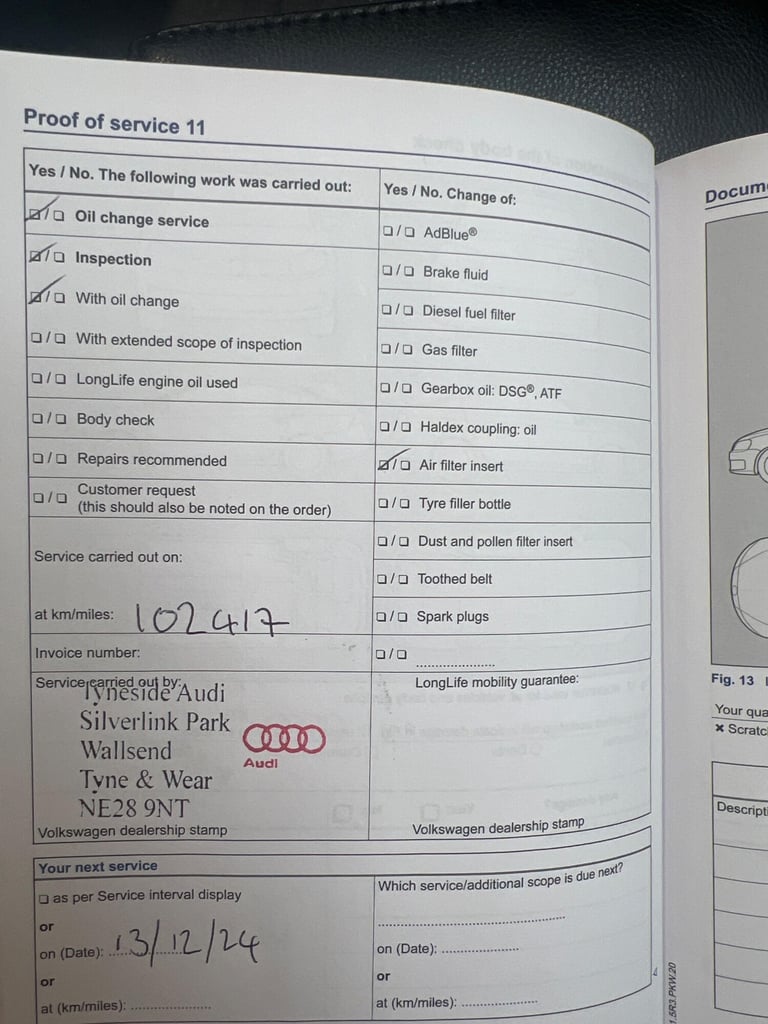 Proof of service 11
Yes / No. The following work was carried out:
☑/☐ Oil change service
☑/☐ Inspection
☑/☐ With oil change
☐/☐ With extended scope of inspection
☐/☐ LongLife engine oil used
☐/☐ Body check
☐/☐ Repairs recommended
☐/☐ Customer request
(this should also be noted on the order)
Service carried out on:
at km/miles: 102417
Invoice number:
Service carried out by:
Tyneside Audi
Silverlink Park
Wallsend
Tyne & Wear
NE28 9NT
Audi
Volkswagen dealership stamp
Yes / No. Change of:
☐/☐ AdBlue®
☐/☐ Brake fluid
☐/☐ Diesel fuel filter
☐/☐ Gas filter
☐/☐ Gearbox oil: DSG®, ATF
☐/☐ Haldex coupling: oil
☑/☐ Air filter insert
☐/☐ Tyre filler bottle
☐/☐ Dust and pollen filter insert
☐/☐ Toothed belt
☐/☐ Spark plugs
☐/☐ ....................
LongLife mobility guarantee:
Volkswagen dealership stamp
Your next service
☐ as per Service interval display
or
on (Date): 13/12/24
or
at (km/miles): ....................
Which service/additional scope is due next?
on (Date): ....................
or
at (km/miles): ....................
1.5R3.PKW.20
Docum
Fig. 13
Your qua
✖ Scratc
Descripti